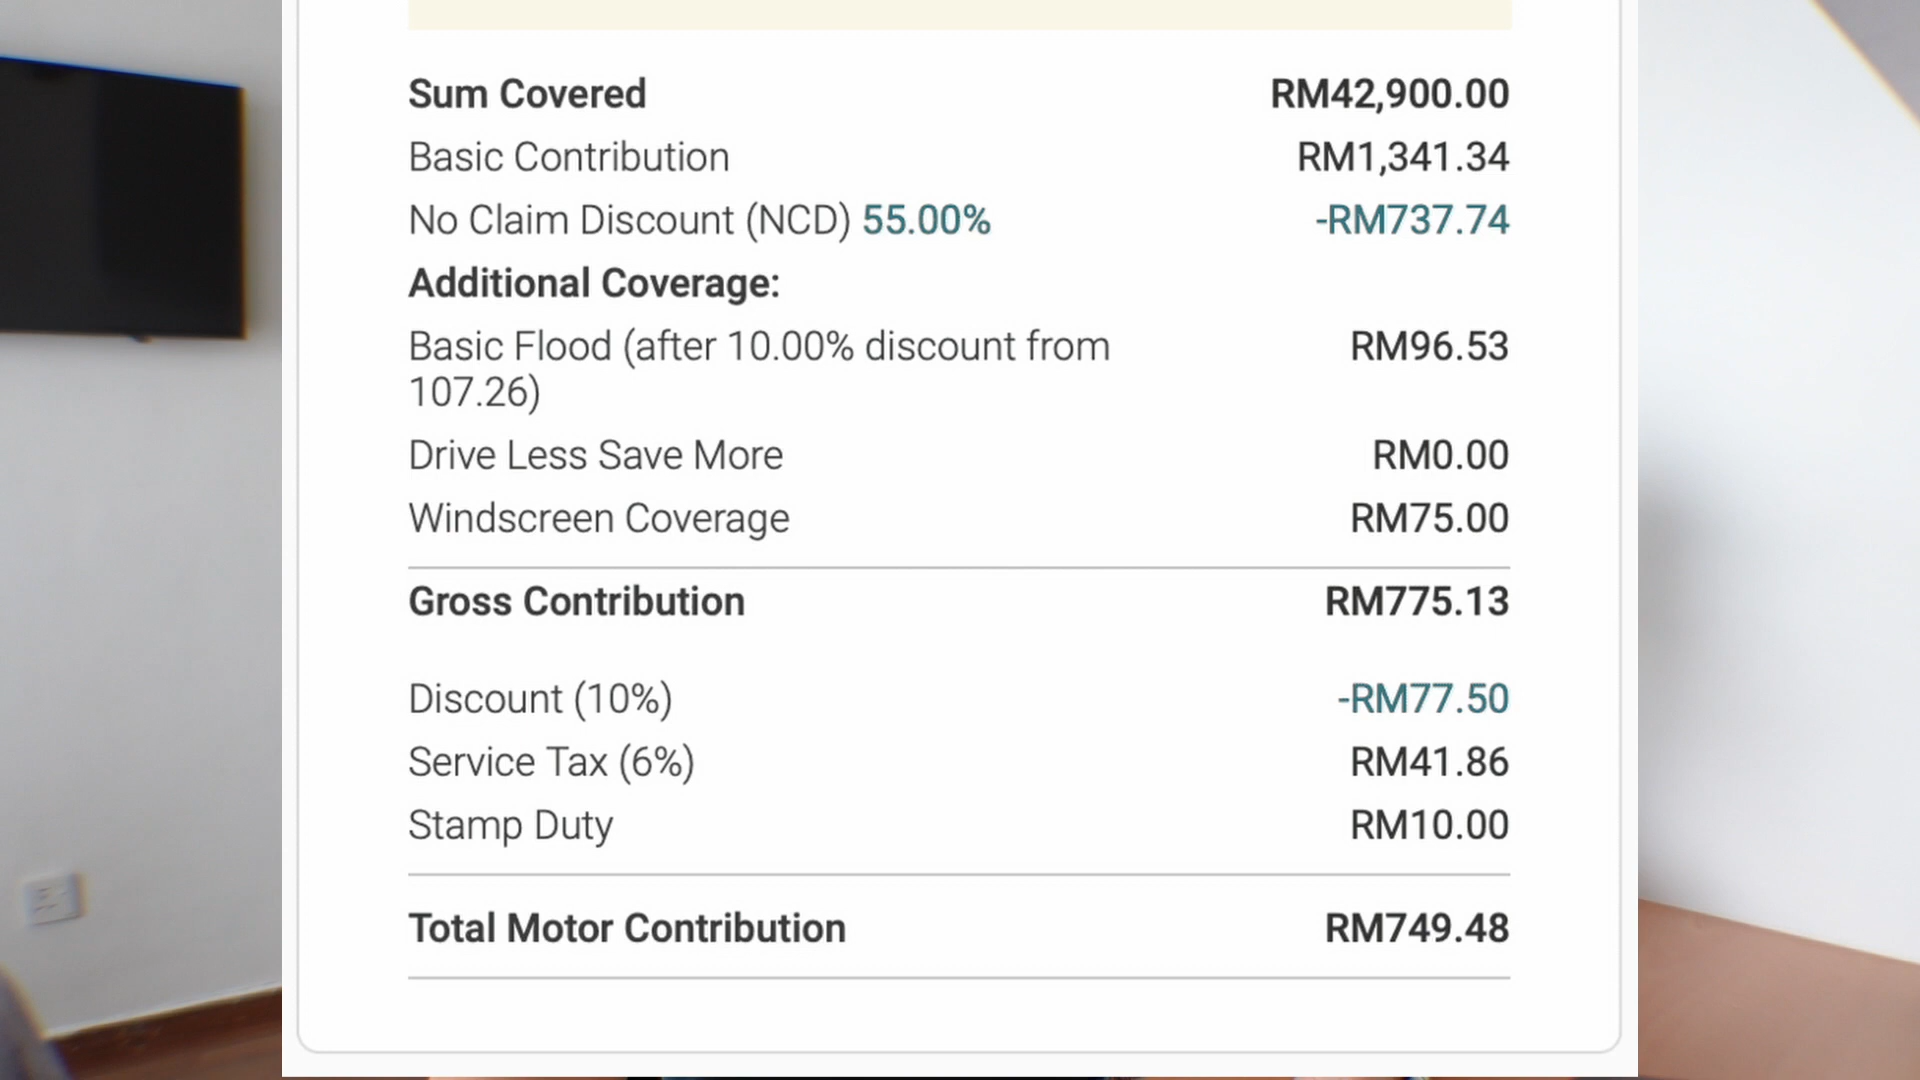 Sum Covered RM42,900.00
Basic Contribution RM1,341.34
No Claim Discount (NCD) 55.00% -RM737.74
Additional Coverage:
Basic Flood (after 10.00% discount from RM96.53
107.26)
Drive Less Save More RM0.00
Windscreen Coverage RM75.00
Gross Contribution RM775.13
Discount (10%) -RM77.50
Service Tax (6%) RM41.86
Stamp Duty RM10.00
Total Motor Contribution RM749.48